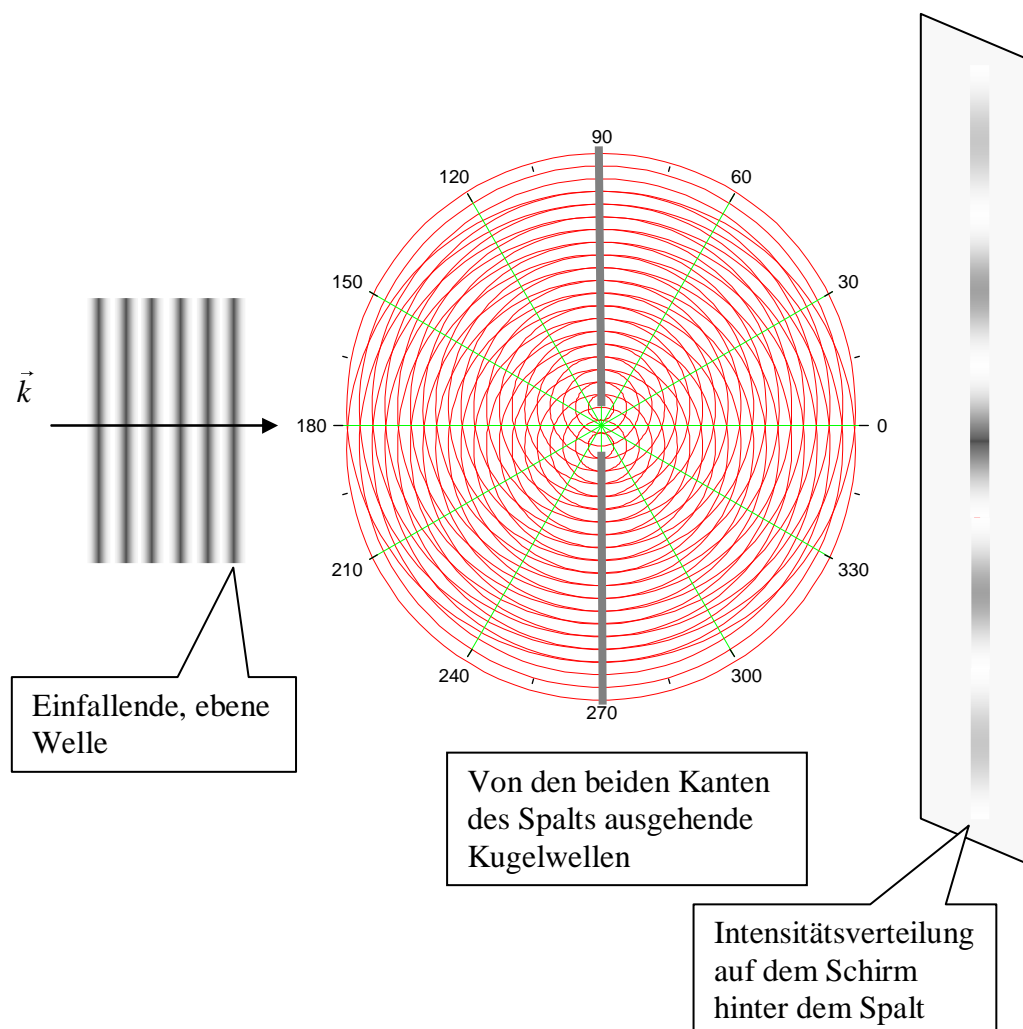 90
120
60
150
30
k
180
0
210
330
240
300
270
Einfallende, ebene
Welle
Von den beiden Kanten
des Spalts ausgehende
Kugelwellen
Intensitätsverteilung
auf dem Schirm
hinter dem Spalt